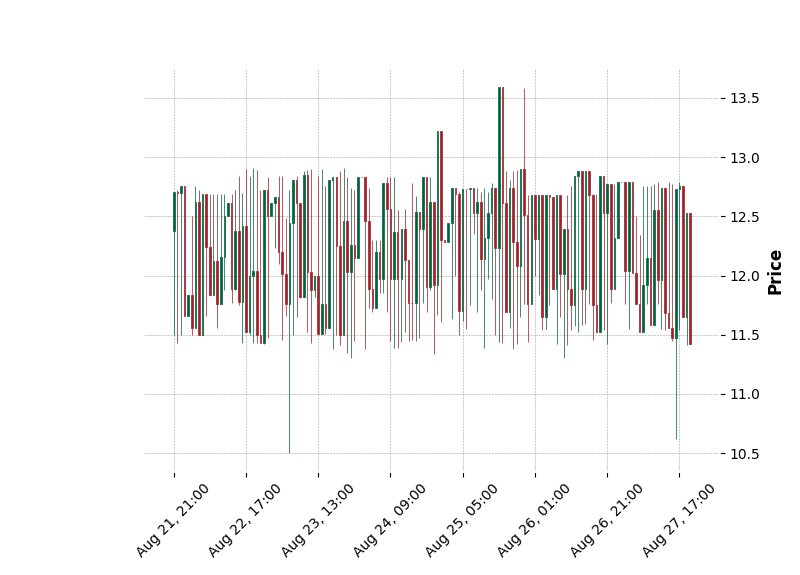 13.5
13.0
12.5
12.0
11.5
11.0
10.5
Price
Aug 21, 21:00
Aug 22, 17:00
Aug 23, 13:00
Aug 24, 09:00
Aug 25, 05:00
Aug 26, 01:00
Aug 26, 21:00
Aug 27, 17:00